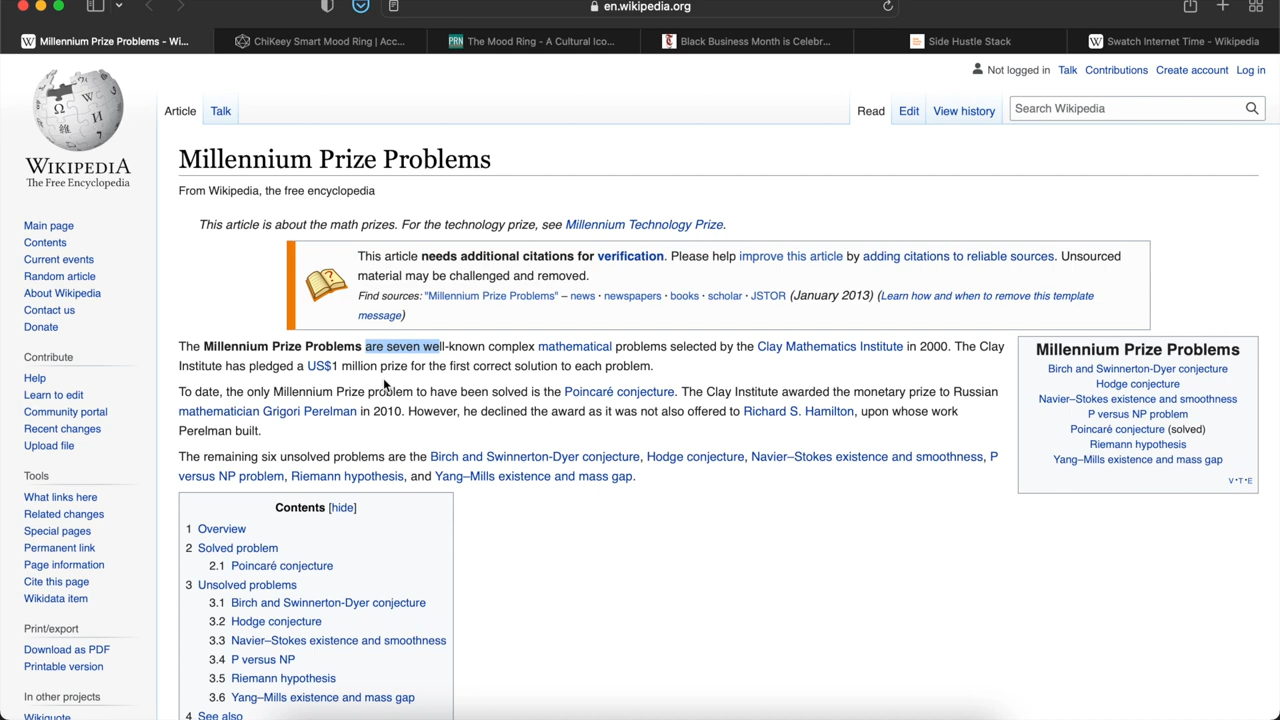 en.wikipedia.org
Millennium Prize Problems - Wi...
ChiKey Smart Mood Ring | Acc...
The Mood Ring - A Cultural Ico...
Black Business Month is Celebr...
Side Hustle Stack
Swatch Internet Time - Wikipedia
Not logged in Talk Contributions Create account Log in
Article Talk
Read Edit View history
Search Wikipedia
WIKIPEDIA
The Free Encyclopedia
Main page
Contents
Current events
Random article
About Wikipedia
Contact us
Donate
Contribute
Help
Learn to edit
Community portal
Recent changes
Upload file
Tools
What links here
Related changes
Special pages
Permanent link
Page information
Cite this page
Wikidata item
Print/export
Download as PDF
Printable version
In other projects
Wikiquote
Millennium Prize Problems
From Wikipedia, the free encyclopedia
This article is about the math prizes. For the technology prize, see Millennium Technology Prize.
This article needs additional citations for verification. Please help improve this article by adding citations to reliable sources. Unsourced
material may be challenged and removed.
Find sources: "Millennium Prize Problems" – news · newspapers · books · scholar · JSTOR (January 2013) (Learn how and when to remove this template
message)
The Millennium Prize Problems are seven well-known complex mathematical problems selected by the Clay Mathematics Institute in 2000. The Clay
Institute has pledged a US$1 million prize for the first correct solution to each problem.
To date, the only Millennium Prize problem to have been solved is the Poincaré conjecture. The Clay Institute awarded the monetary prize to Russian
mathematician Grigori Perelman in 2010. However, he declined the award as it was not also offered to Richard S. Hamilton, upon whose work
Perelman built.
The remaining six unsolved problems are the Birch and Swinnerton-Dyer conjecture, Hodge conjecture, Navier–Stokes existence and smoothness, P
versus NP problem, Riemann hypothesis, and Yang–Mills existence and mass gap.
Millennium Prize Problems
Birch and Swinnerton-Dyer conjecture
Hodge conjecture
Navier–Stokes existence and smoothness
P versus NP problem
Poincaré conjecture (solved)
Riemann hypothesis
Yang–Mills existence and mass gap
V·T·E
Contents [hide]
1 Overview
2 Solved problem
2.1 Poincaré conjecture
3 Unsolved problems
3.1 Birch and Swinnerton-Dyer conjecture
3.2 Hodge conjecture
3.3 Navier–Stokes existence and smoothness
3.4 P versus NP
3.5 Riemann hypothesis
3.6 Yang–Mills existence and mass gap
4 See also